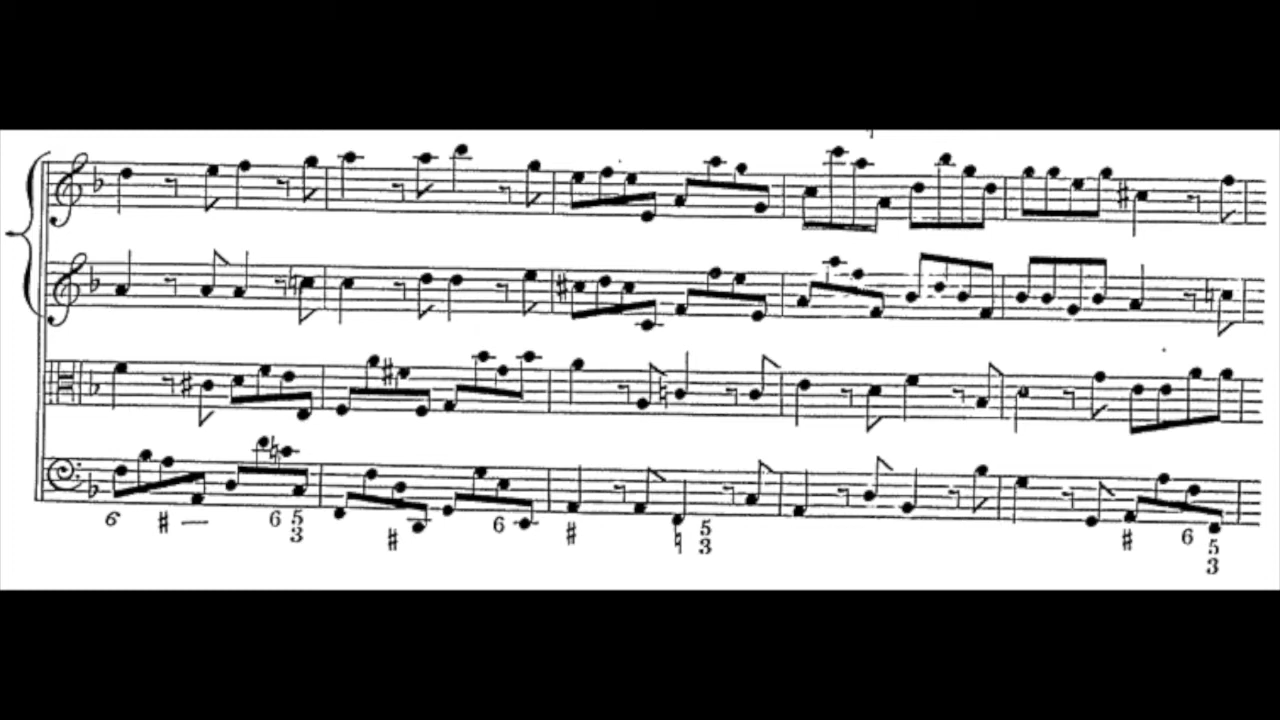 6 # — 6 5 # 6 # ♮ 5 # 6 5
3 3 3